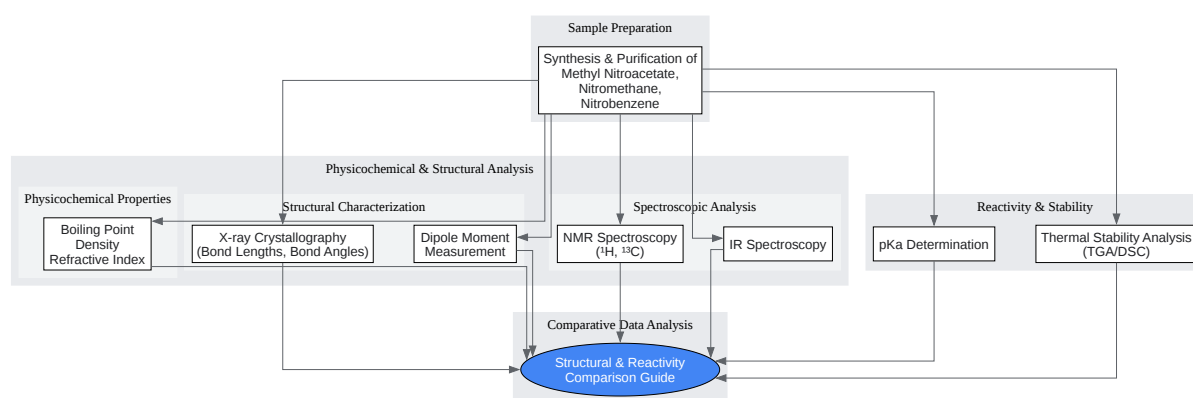 Sample Preparation
Synthesis & Purification of
Methyl Nitroacetate,
Nitromethane,
Nitrobenzene
Physicochemical & Structural Analysis
Physicochemical Properties
Boiling Point
Density
Refractive Index
Structural Characterization
X-ray Crystallography
(Bond Lengths, Bond Angles)
Dipole Moment
Measurement
Spectroscopic Analysis
NMR Spectroscopy
(¹H, ¹³C)
IR Spectroscopy
Reactivity & Stability
pKa Determination
Thermal Stability Analysis
(TGA/DSC)
Comparative Data Analysis
Structural & Reactivity
Comparison Guide